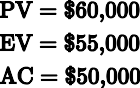 PV = $60,000
EV = $55,000
AC = $50,000